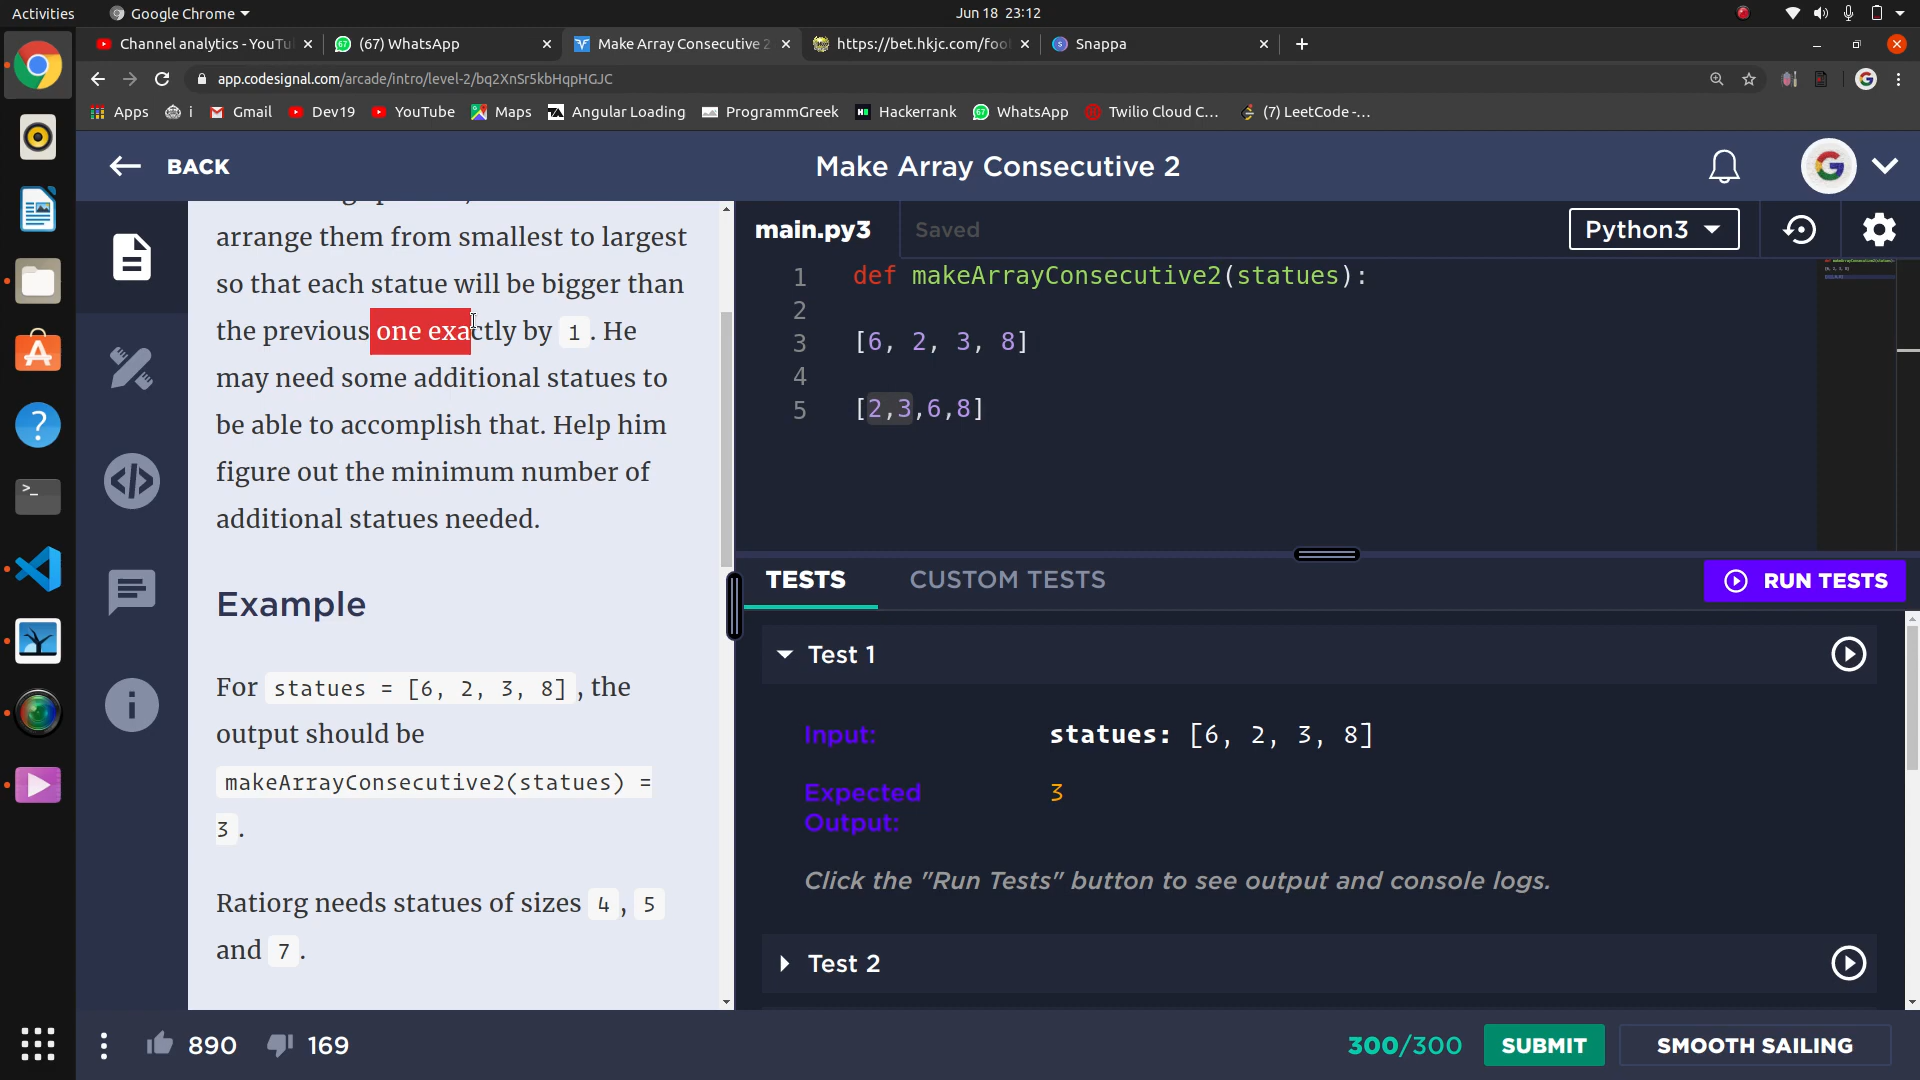 Activities
Google Chrome
Jun 18 23:12
Channel analytics - YouTu
(67) WhatsApp
Make Array Consecutive 2
https://bet.hkjc.com/foo
Snappa
app.codesignal.com/arcade/intro/level-2/bq2XnSr5kbHqpHGJC
Apps
i
Gmail
Dev19
YouTube
Maps
Angular Loading
ProgrammGreek
Hackerrank
WhatsApp
Twilio Cloud C...
(7) LeetCode -...
BACK
Make Array Consecutive 2
arrange them from smallest to largest
so that each statue will be bigger than
the previous one exactly by 1. He
may need some additional statues to
be able to accomplish that. Help him
figure out the minimum number of
additional statues needed.
Example
For statues = [6, 2, 3, 8], the
output should be
makeArrayConsecutive2(statues) =
3.
Ratiorg needs statues of sizes 4, 5
and 7.
main.py3
Saved
Python3
1 def makeArrayConsecutive2(statues):
2
3 [6, 2, 3, 8]
4
5 [2,3,6,8]
TESTS
CUSTOM TESTS
RUN TESTS
Test 1
Input:
statues: [6, 2, 3, 8]
Expected
Output:
3
Click the "Run Tests" button to see output and console logs.
Test 2
890
169
300/300
SUBMIT
SMOOTH SAILING